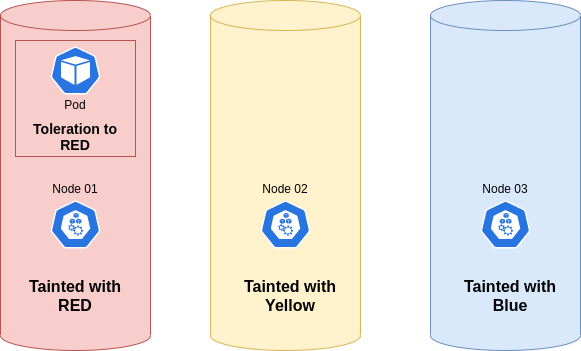 Pod
Toleration to
RED
Node 01
Tainted with
RED
Node 02
Tainted with
Yellow
Node 03
Tainted with
Blue